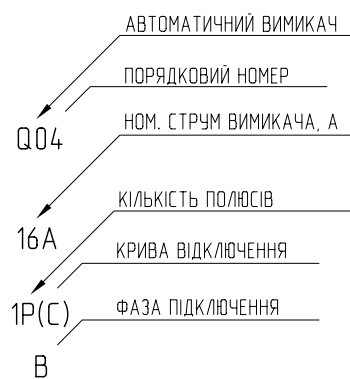 АВТОМАТИЧНИЙ ВИМИКАЧ
ПОРЯДКОВИЙ НОМЕР
Q04
НОМ. СТРУМ ВИМИКАЧА, А
16А
КІЛЬКІСТЬ ПОЛЮСІВ
КРИВА ВІДКЛЮЧЕННЯ
1P(C)
ФАЗА ПІДКЛЮЧЕННЯ
B